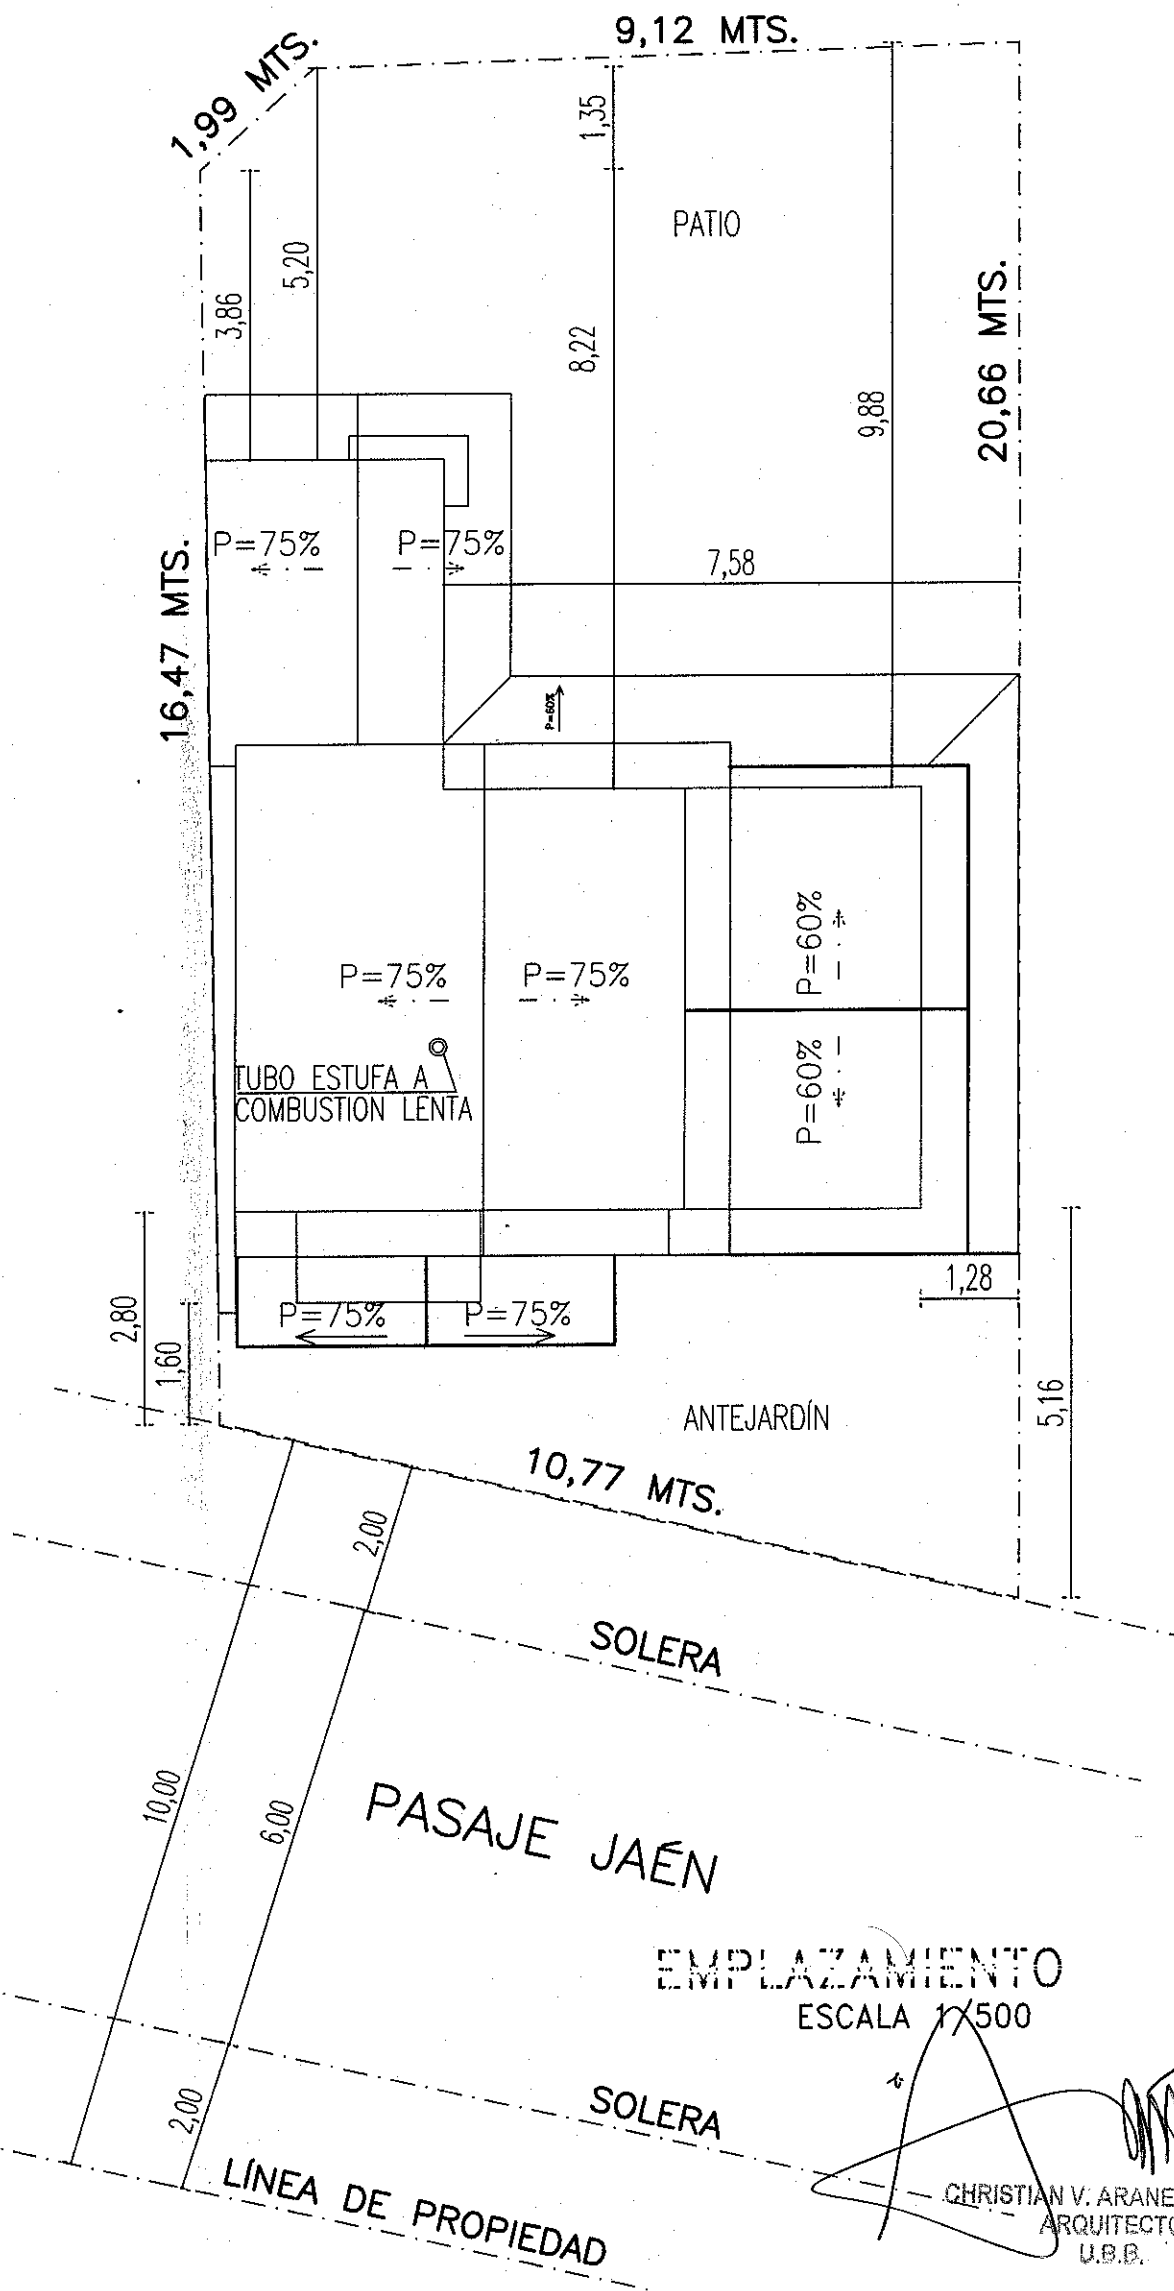 9,12 MTS.
1,99 MTS.
1,35
PATIO
5,20
3,86
8,22
9,88
20,66 MTS.
P=75%
P=75%
7,58
16,47 MTS.
P=60%
P=75%
P=75%
P=60%
P=60%
TUBO ESTUFA A
COMBUSTION LENTA
1,28
P=75%
P=75%
2,80
1,60
5,16
ANTEJARDÍN
10,77 MTS.
2,00
SOLERA
10,00
6,00
PASAJE JAÉN
EMPLAZAMIENTO
ESCALA 1/500
2,00
SOLERA
LÍNEA DE PROPIEDAD
CHRISTIAN V. ARANE
ARQUITECTO
U.B.B.